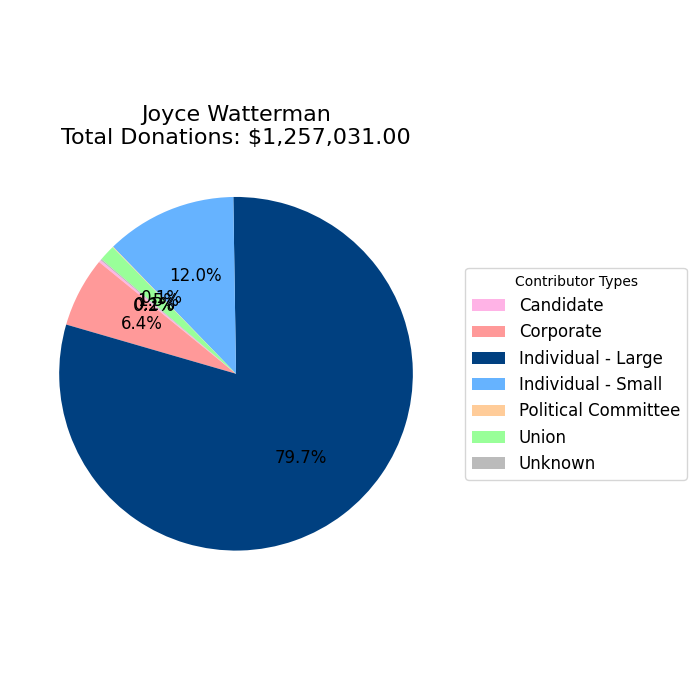 Joyce Watterman
Total Donations: $1,257,031.00
12.0%
6.4%
79.7%
Contributor Types
Candidate
Corporate
Individual - Large
Individual - Small
Political Committee
Union
Unknown